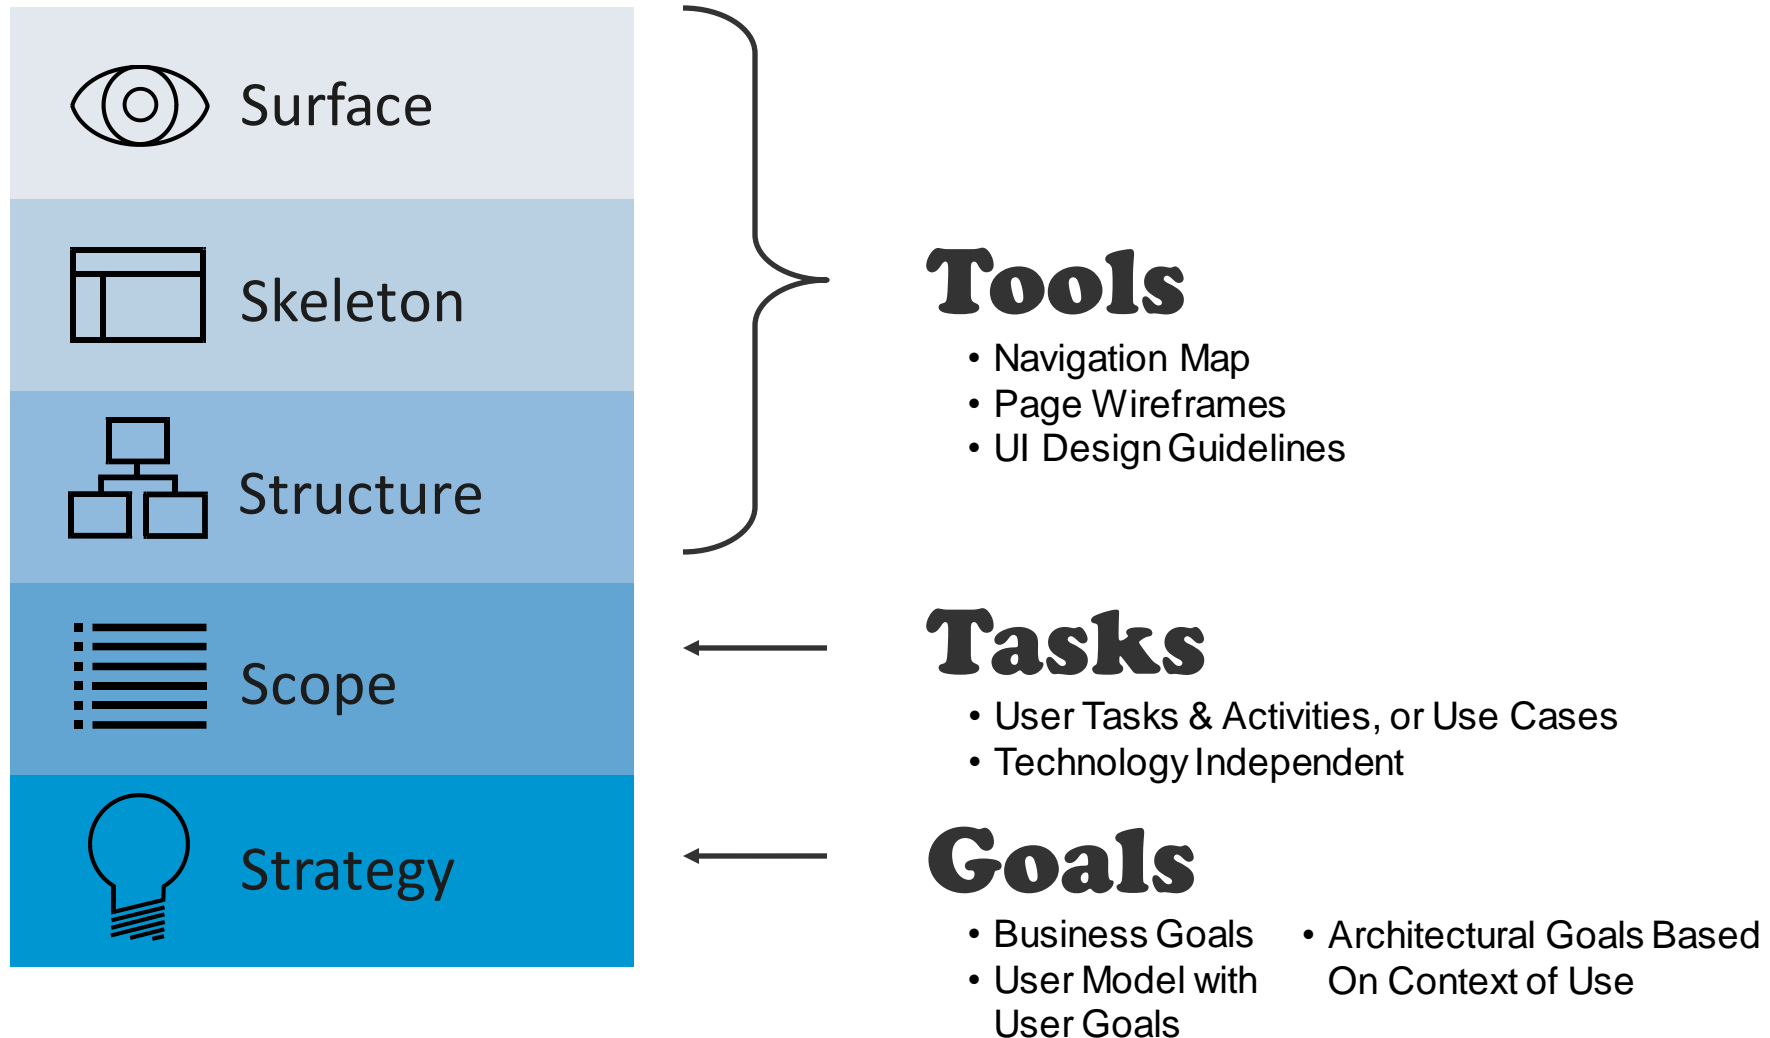 Surface
Skeleton
Structure
Scope
Strategy
Tools
• Navigation Map
• Page Wireframes
• UI Design Guidelines
Tasks
• User Tasks & Activities, or Use Cases
• Technology Independent
Goals
• Business Goals
• User Model with
User Goals
• Architectural Goals Based
On Context of Use